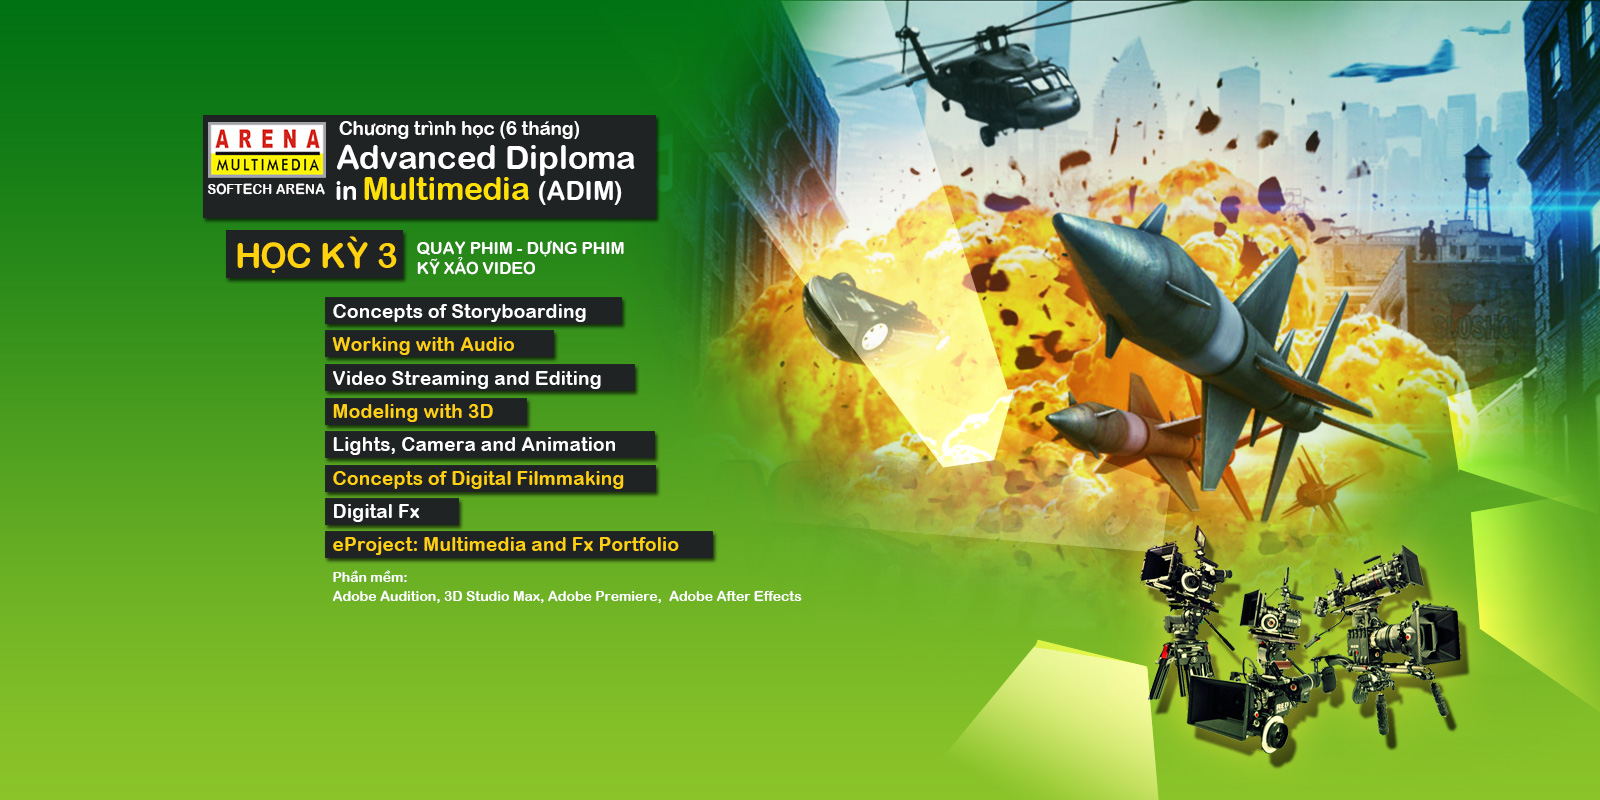 ARENA
MULTIMEDIA
SOFTECH ARENA
Chương trình học (6 tháng)
Advanced Diploma
in Multimedia (ADIM)
HỌC KỲ 3
QUAY PHIM - DỰNG PHIM
KỸ XẢO VIDEO
Concepts of Storyboarding
Working with Audio
Video Streaming and Editing
Modeling with 3D
Lights, Camera and Animation
Concepts of Digital Filmmaking
Digital Fx
eProject: Multimedia and Fx Portfolio
Phần mềm:
Adobe Audition, 3D Studio Max, Adobe Premiere, Adobe After Effects
RED
RED